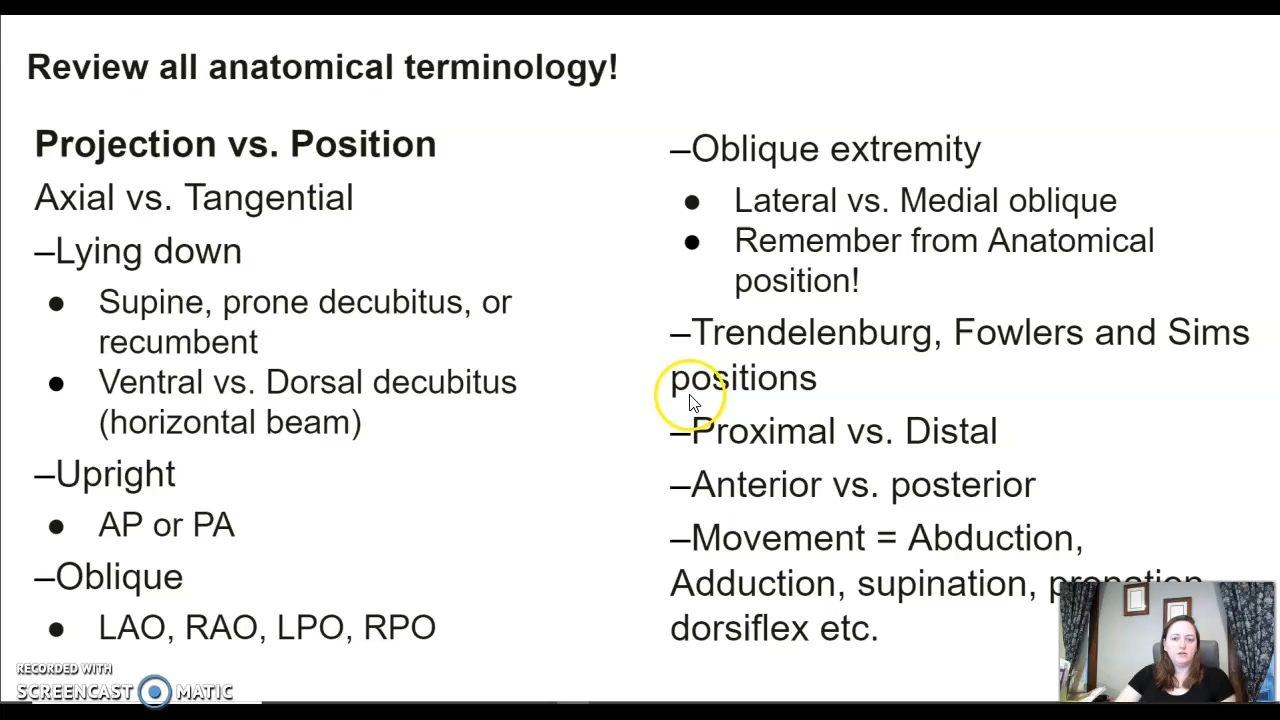 Review all anatomical terminology!
Projection vs. Position
Axial vs. Tangential
–Lying down
● Supine, prone decubitus, or
recumbent
● Ventral vs. Dorsal decubitus
(horizontal beam)
–Upright
● AP or PA
–Oblique
● LAO, RAO, LPO, RPO
–Oblique extremity
● Lateral vs. Medial oblique
● Remember from Anatomical
position!
–Trendelenburg, Fowlers and Sims
positions
–Proximal vs. Distal
–Anterior vs. posterior
–Movement = Abduction,
Adduction, supination, pronation,
dorsiflex etc.
RECORDED WITH
SCREENCAST MATIC